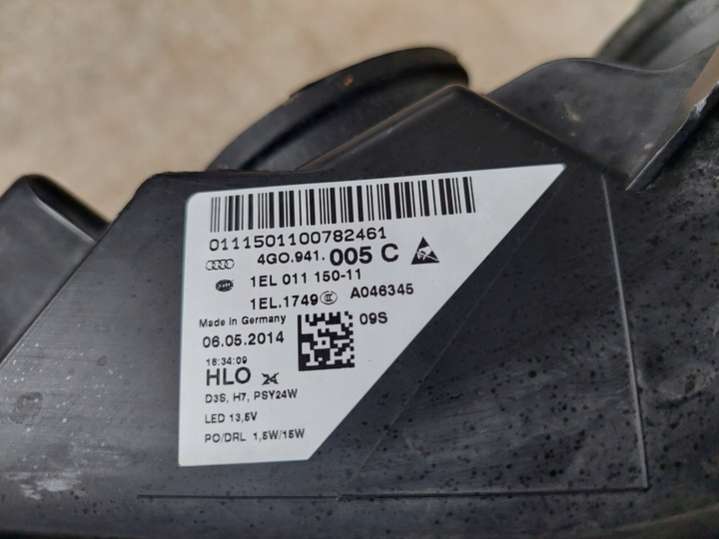 0111501100782461
4G0.941. 005 C
1EL 011 150-11
1EL.1749 A046345
Made in Germany
09S
06.05.2014
16:34:09
HLO
D3S, H7, PSY24W
LED 13,5V
PO/DRL 1,5W/15W